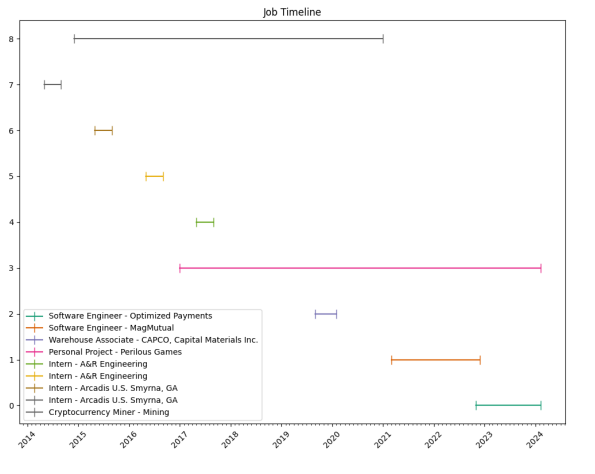 Job Timeline
8
7
6
5
4
3
2
1
0
Software Engineer - Optimized Payments
Software Engineer - MagMutual
Warehouse Associate - CAPCO, Capital Materials Inc.
Personal Project - Perilous Games
Intern - A&R Engineering
Intern - A&R Engineering
Intern - Arcadis U.S. Smyrna, GA
Intern - Arcadis U.S. Smyrna, GA
Cryptocurrency Miner - Mining
2014 2015 2016 2017 2018 2019 2020 2021 2022 2023 2024